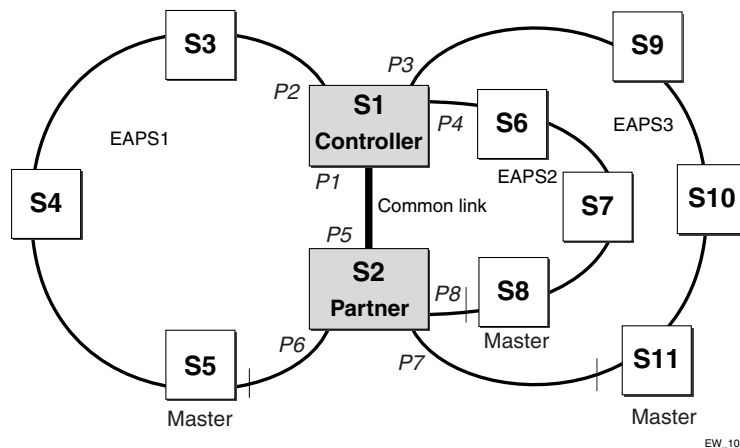 S3
S9
P3
P2
S1
Controller
P4
S6
EAPS3
EAPS1
EAPS2
P1
S4
Common link
S7
S10
P5
S2
Partner
P8
S8
Master
P6
P7
S5
S11
Master
Master
EW_10